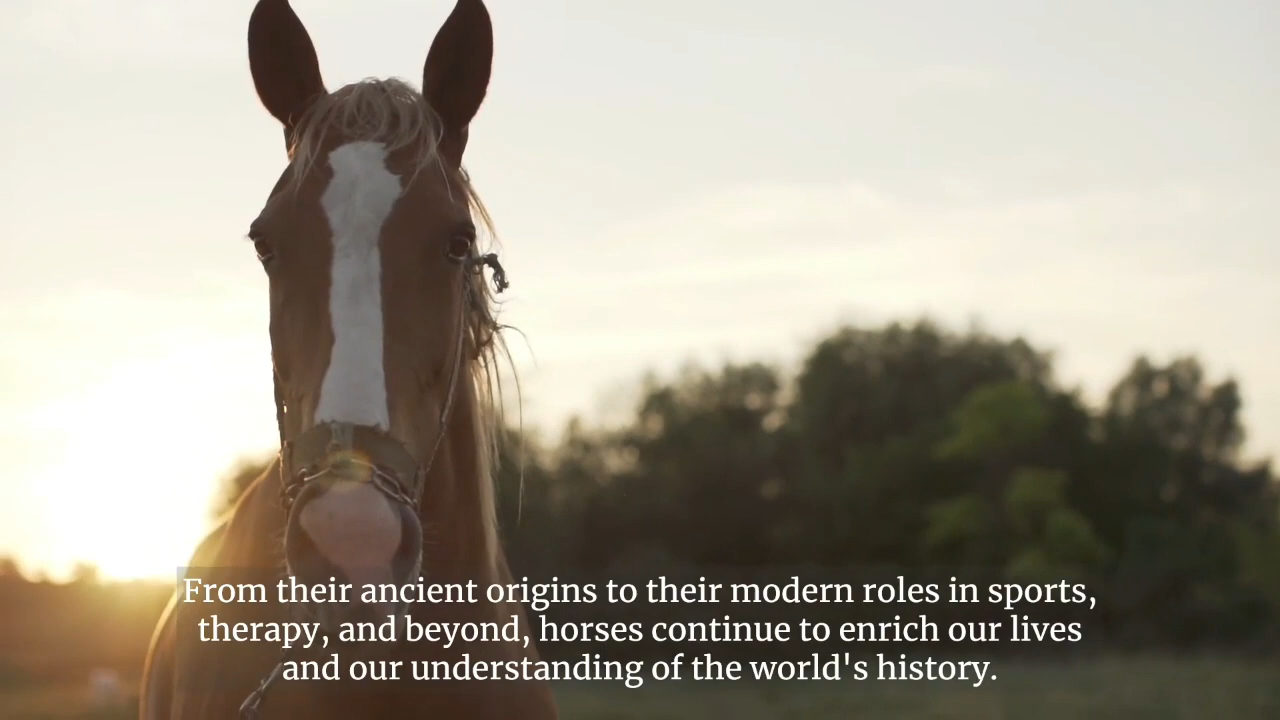 From their ancient origins to their modern roles in sports,
therapy, and beyond, horses continue to enrich our lives
and our understanding of the world's history.